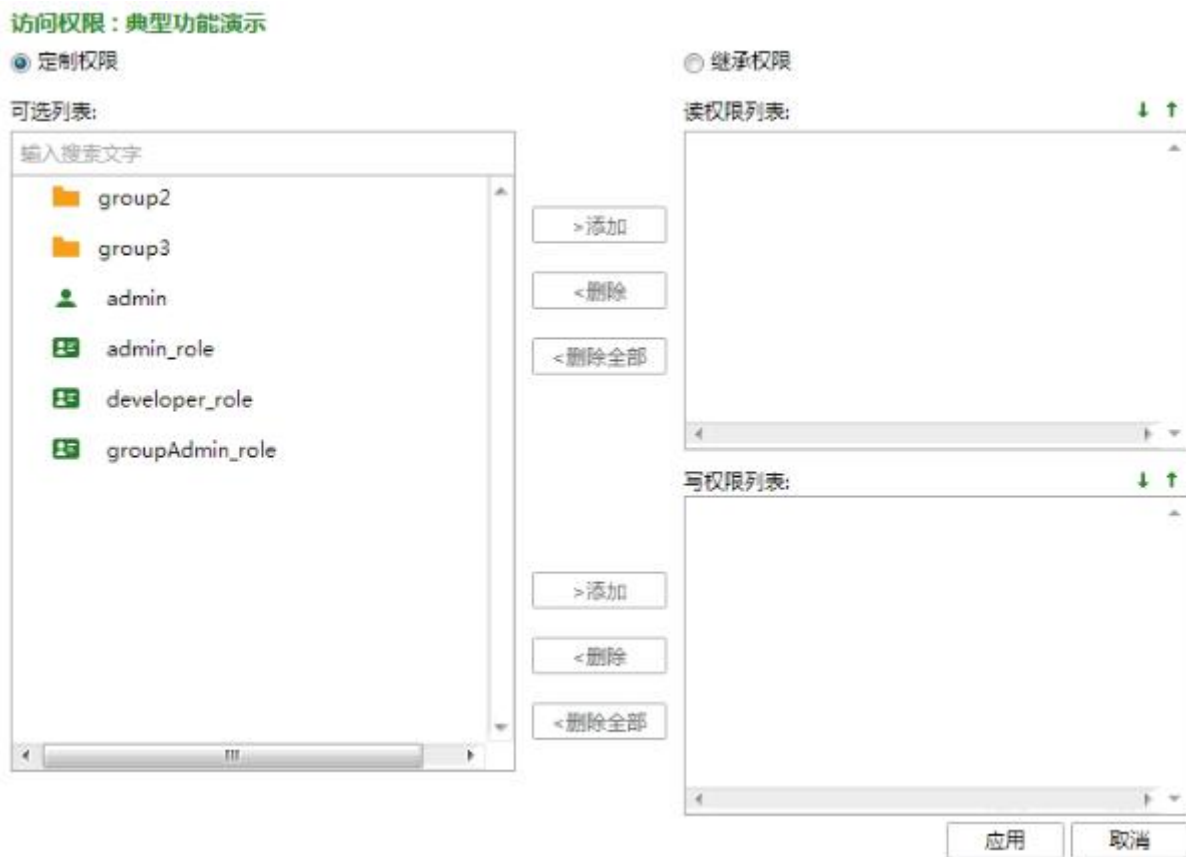 访问权限：典型功能演示
定制权限
继承权限
可选列表:
读权限列表:
输入搜索文字
group2
group3
admin
admin_role
developer_role
groupAdmin_role
>添加
<删除
<删除全部
写权限列表:
>添加
<删除
<删除全部
应用
取消